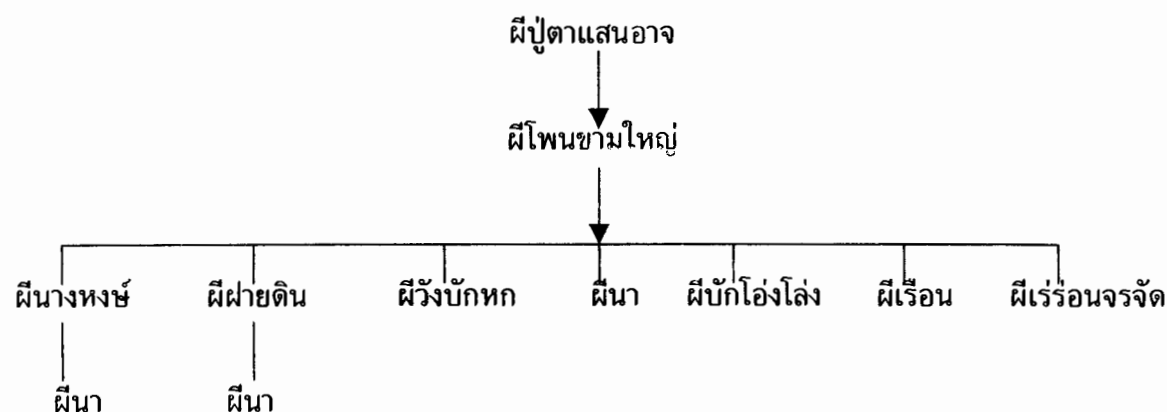 ผีปู่ตาแสนอาจ
ผีโพนขามใหญ่
ผีนางหงษ์ ผีฝายดิน ผีวังบักหก ผีนา ผีบักโอ่งโล่ง ผีเรือน ผีเร่ร่อนจรจัด
ผีนา ผีนา